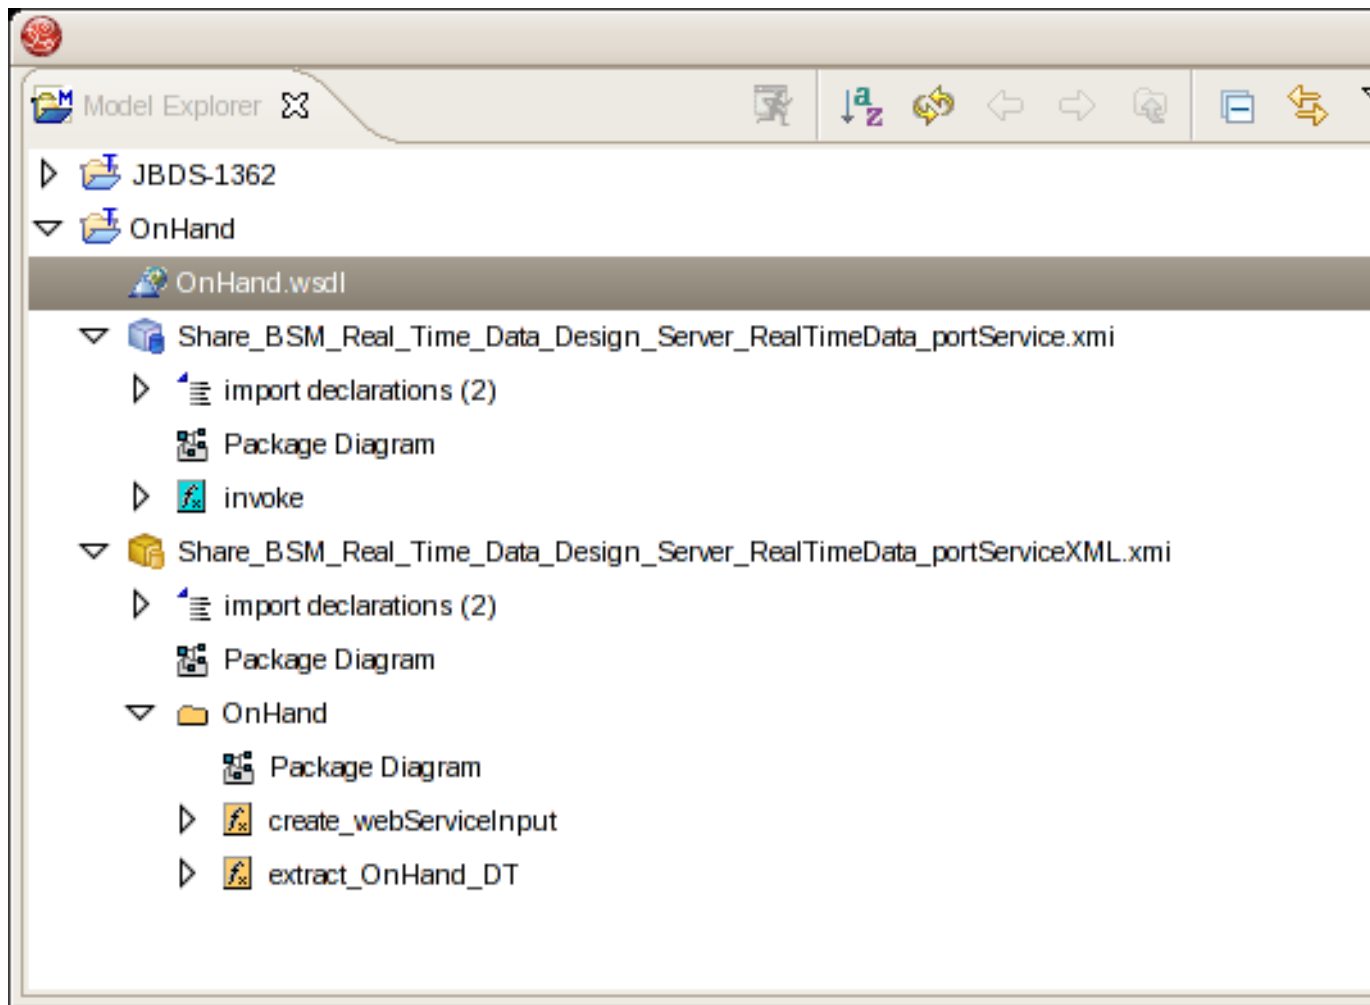 Model Explorer
JBDS-1362
OnHand
OnHand.wsdl
Share_BSM_Real_Time_Data_Design_Server_RealTimeData_portService.xmi
import declarations (2)
Package Diagram
invoke
Share_BSM_Real_Time_Data_Design_Server_RealTimeData_portServiceXML.xmi
import declarations (2)
Package Diagram
OnHand
Package Diagram
create_webServiceInput
extract_OnHand_DT